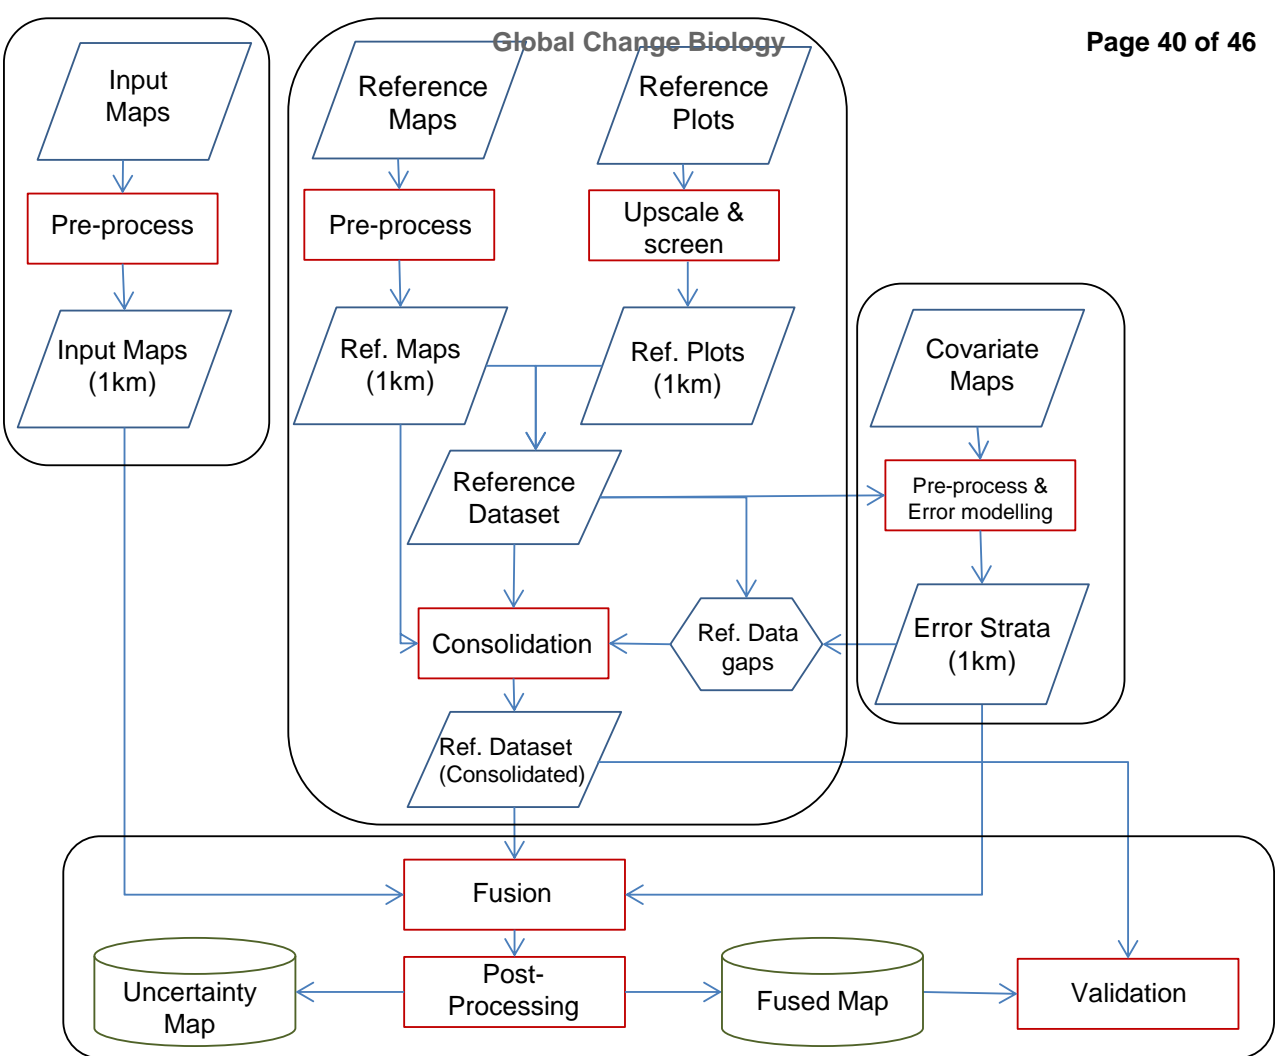 Global Change Biology
Page 40 of 46
Input
Maps
Pre-process
Input Maps
(1km)
Reference
Maps
Pre-process
Ref. Maps
(1km)
Reference
Plots
Upscale &
screen
Ref. Plots
(1km)
Reference
Dataset
Consolidation
Ref. Data
gaps
Ref. Dataset
(Consolidated)
Covariate
Maps
Pre-process &
Error modelling
Error Strata
(1km)
Fusion
Post-
Processing
Uncertainty
Map
Fused Map
Validation